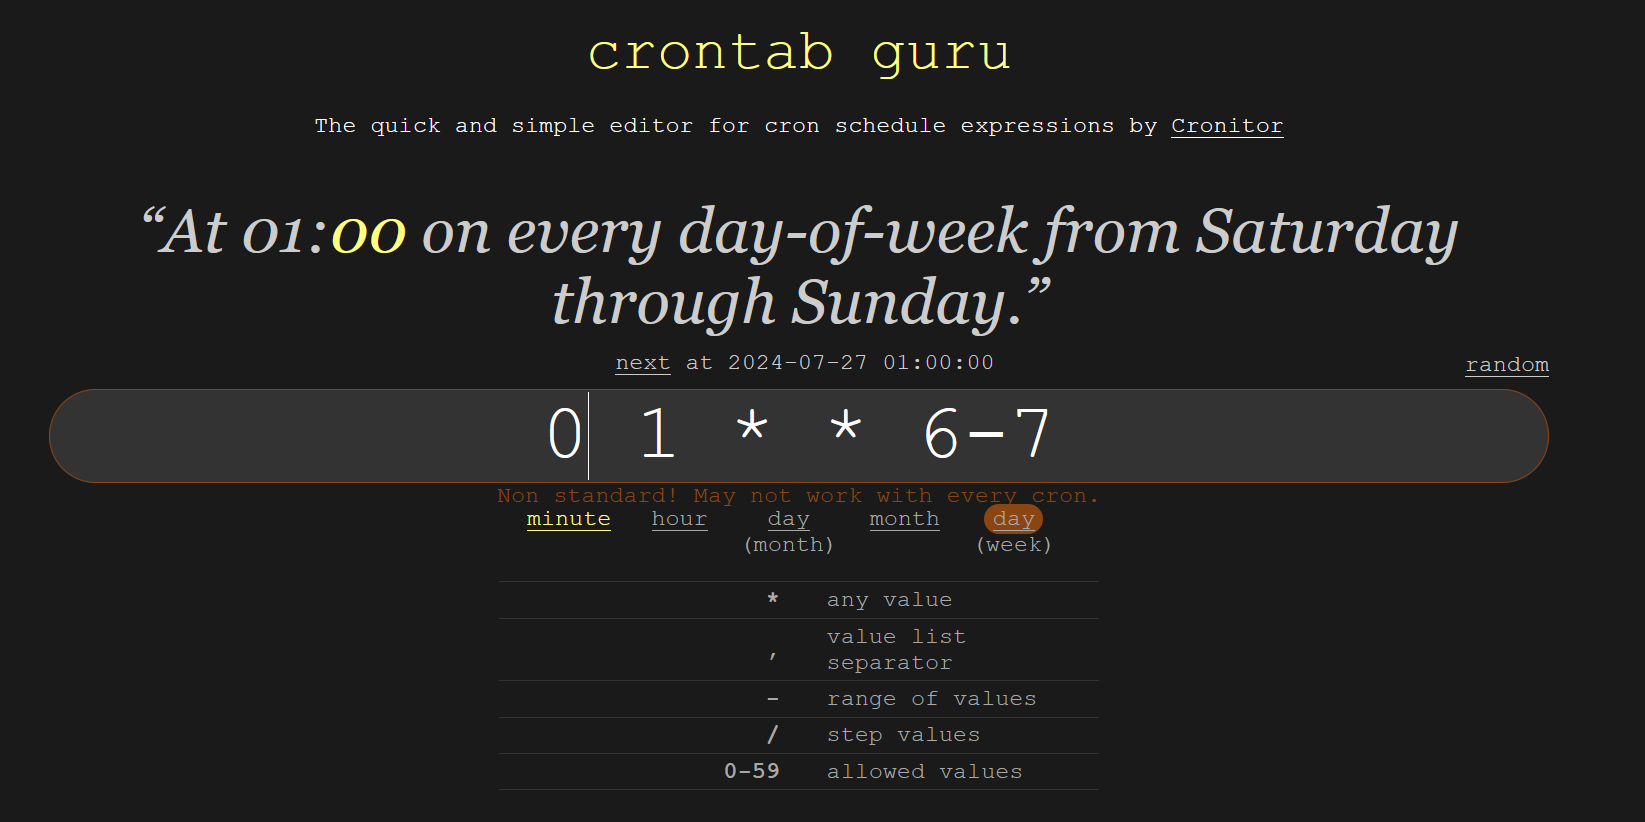 crontab guru
The quick and simple editor for cron schedule expressions by Cronitor
“At 01:00 on every day-of-week from Saturday
through Sunday.”
next at 2024-07-27 01:00:00
random
0 1 * * 6-7
Non standard! May not work with every cron.
minute hour day month day
(month) (week)
* any value
, value list
separator
- range of values
/ step values
0-59 allowed values